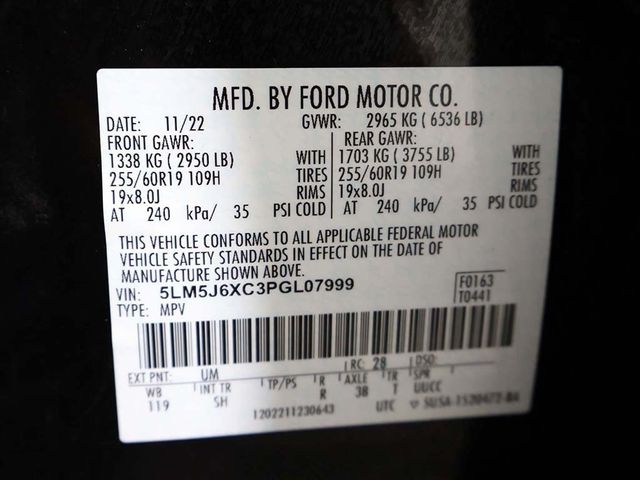 MFD. BY FORD MOTOR CO.
DATE: 11/22 GVWR: 2965 KG ( 6536 LB)
FRONT GAWR: REAR GAWR:
1338 KG ( 2950 LB) WITH 1703 KG ( 3755 LB) WITH
255/60R19 109H TIRES 255/60R19 109H TIRES
19x8.0J RIMS 19x8.0J RIMS
AT 240 kPa/ 35 PSI COLD AT 240 kPa/ 35 PSI COLD
THIS VEHICLE CONFORMS TO ALL APPLICABLE FEDERAL MOTOR
VEHICLE SAFETY STANDARDS IN EFFECT ON THE DATE OF
MANUFACTURE SHOWN ABOVE.
VIN: 5LM5J6XC3PGL07999 F0163
TYPE: MPV T0441
EXT PNT: UM RC: 28 DSO:
WB INT TR TP/PS R AXLE TR SPR
119 SH R 3B T UUCC
1202211230643 UTC